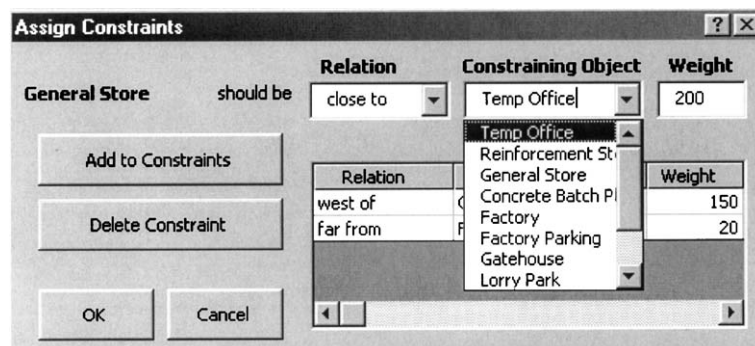 Assign Constraints
Relation Constraining Object Weight
General Store should be close to Temp Office 200
Temp Office
Reinforcement St
General Store
Concrete Batch Pl
Factory
Factory Parking
Gatehouse
Lorry Park
Add to Constraints
Delete Constraint
OK Cancel
Relation Weight
west of 150
far from 20